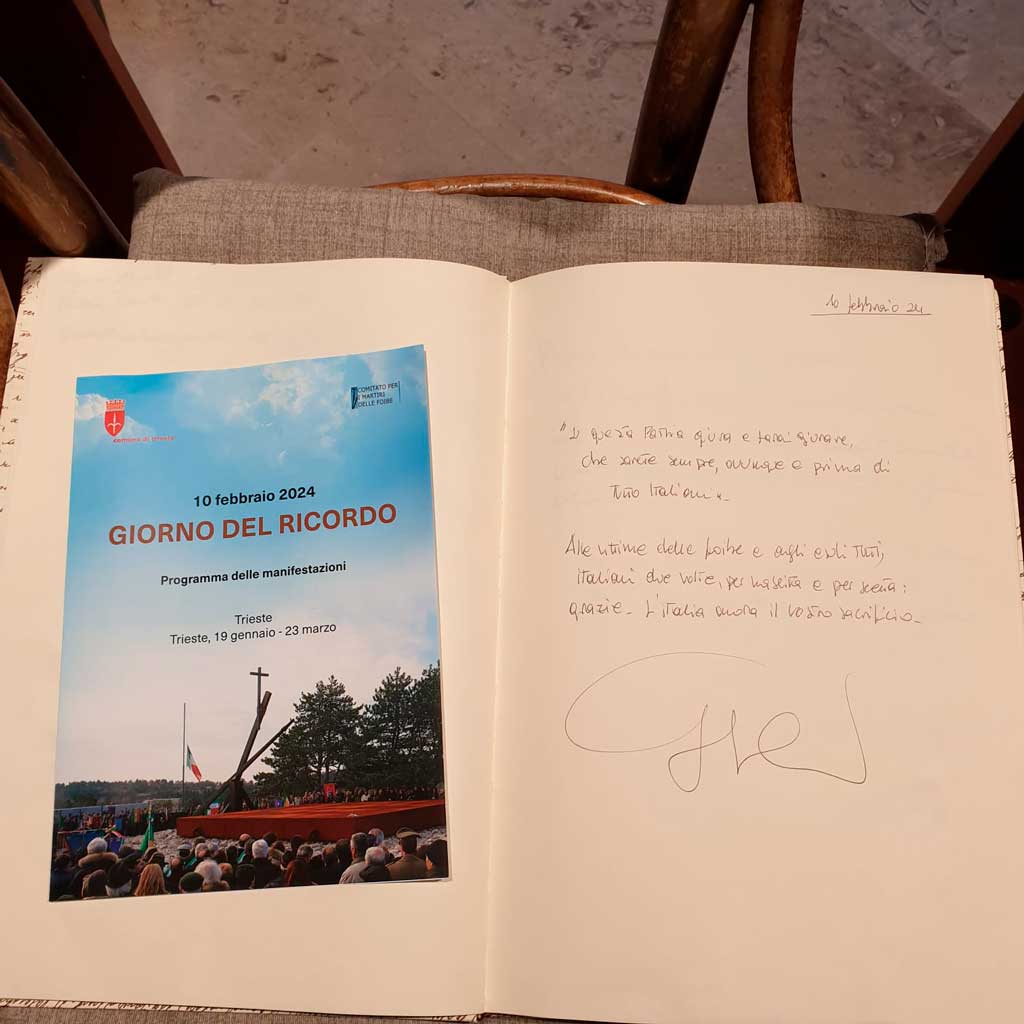 comune di trieste
COMITATO PER
I MARTIRI
DELLE FOIBE
10 febbraio 2024
GIORNO DEL RICORDO
Programma delle manifestazioni
Trieste
Trieste, 19 gennaio - 23 marzo
10 febbraio 24
"Di questa Patria giura e farai giurare,
che sarete sempre, ovunque e prima di
tutto Italiani".
Alle vittime delle foibe e agli esuli tutti,
italiani due volte, per nascita e per scelta:
grazie. L'Italia onora il vostro sacrificio.